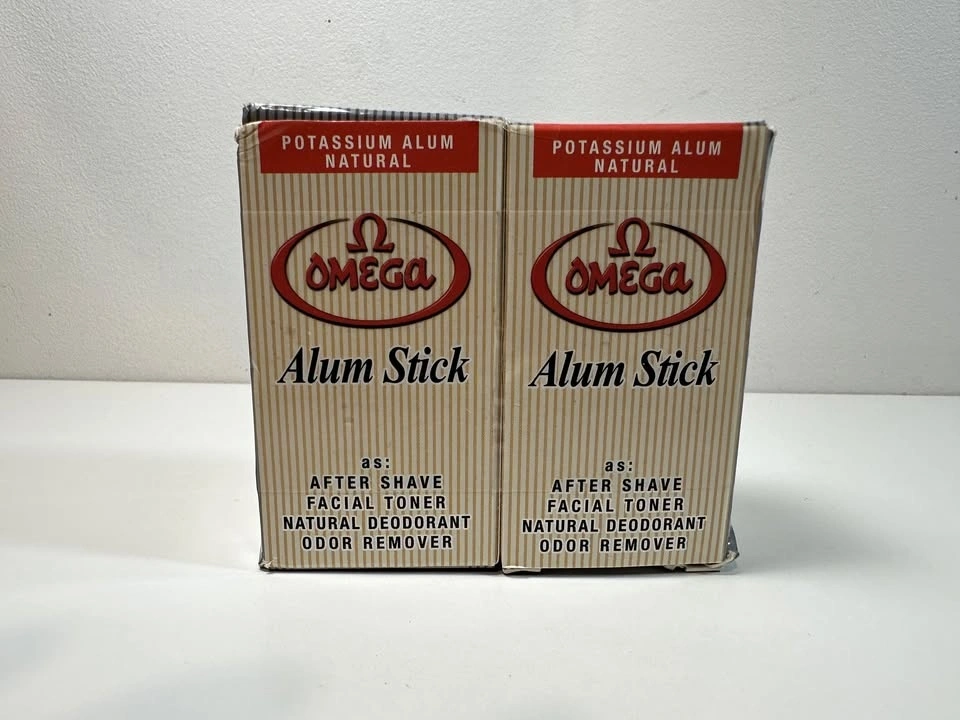 POTASSIUM ALUM
NATURAL
Ω
OMEGA
Alum Stick
as:
AFTER SHAVE
FACIAL TONER
NATURAL DEODORANT
ODOR REMOVER
POTASSIUM ALUM
NATURAL
Ω
OMEGA
Alum Stick
as:
AFTER SHAVE
FACIAL TONER
NATURAL DEODORANT
ODOR REMOVER